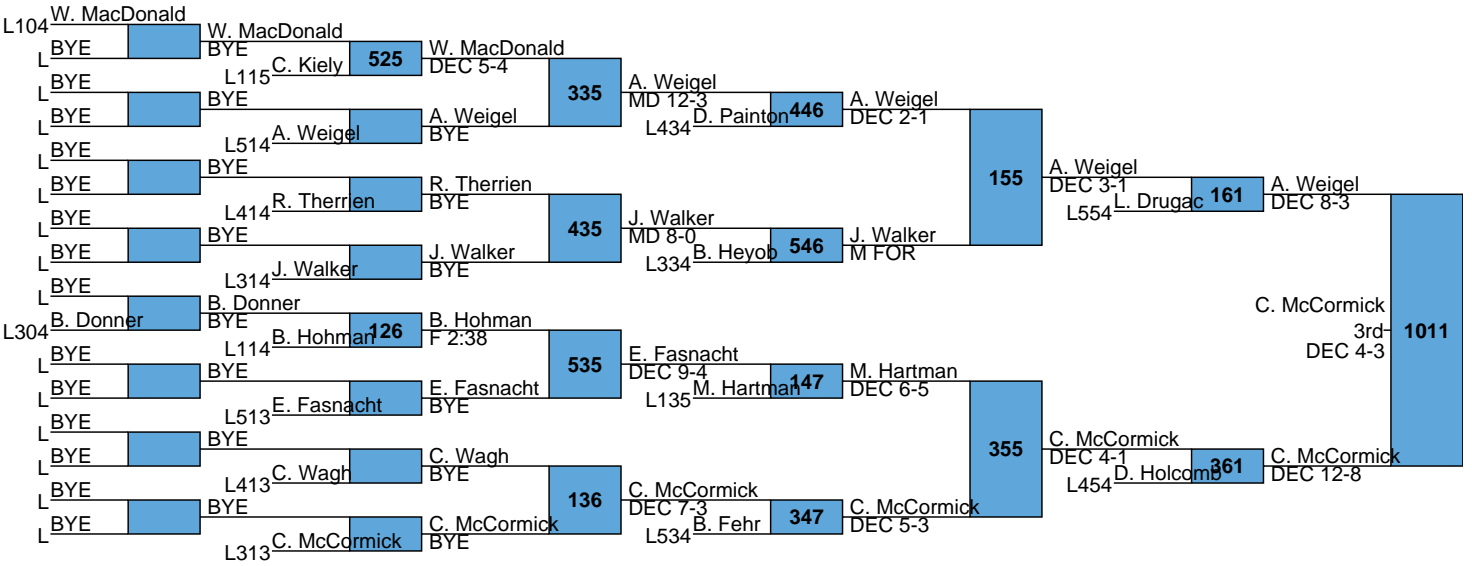 W. MacDonald
L104
BYE
L
W. MacDonald
BYE
C. Kiely
L115
525
W. MacDonald
DEC 5-4
BYE
L
BYE
L
BYE
A. Weigel
L514
A. Weigel
BYE
335
A. Weigel
MD 12-3
D. Painton
L434
446
A. Weigel
DEC 2-1
BYE
L
BYE
L
BYE
R. Therrien
L414
R. Therrien
BYE
BYE
L
BYE
L
BYE
J. Walker
L314
J. Walker
BYE
435
J. Walker
MD 8-0
B. Heyob
L334
546
J. Walker
M FOR
155
A. Weigel
DEC 3-1
L. Drugac
L554
161
A. Weigel
DEC 8-3
BYE
L
B. Donner
L304
B. Donner
BYE
B. Hohman
L114
126
B. Hohman
F 2:38
BYE
L
BYE
L
BYE
E. Fasnacht
L513
E. Fasnacht
BYE
535
E. Fasnacht
DEC 9-4
M. Hartman
L135
147
M. Hartman
DEC 6-5
BYE
L
BYE
L
BYE
C. Wagh
L413
C. Wagh
BYE
BYE
L
BYE
L
BYE
C. McCormick
L313
C. McCormick
BYE
136
C. McCormick
DEC 7-3
B. Fehr
L534
347
C. McCormick
DEC 5-3
355
C. McCormick
DEC 4-1
D. Holcomb
L454
361
C. McCormick
DEC 12-8
C. McCormick
3rd
DEC 4-3
1011